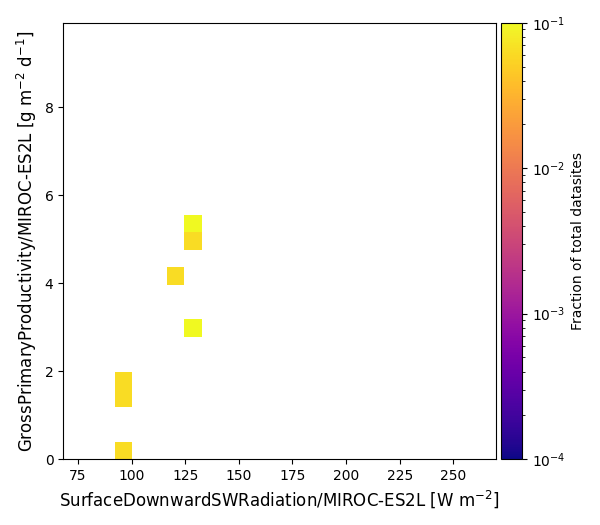 GrossPrimaryProductivity/MIROC-ES2L [g m⁻² d⁻¹]
8
6
4
2
0
75 100 125 150 175 200 225 250
SurfaceDownwardSWRadiation/MIROC-ES2L [W m⁻²]
10⁻¹
10⁻²
10⁻³
10⁻⁴
Fraction of total datasites